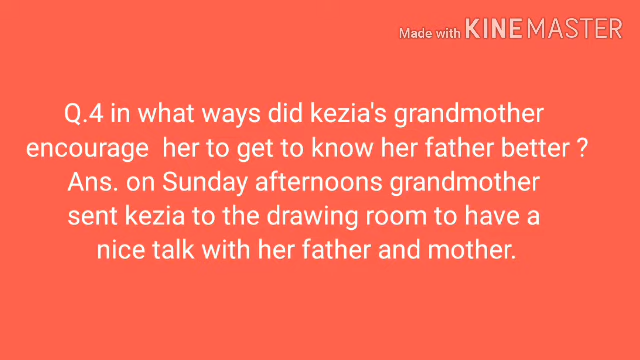 Made with KINEMASTER
Q.4 in what ways did kezia's grandmother
encourage her to get to know her father better ?
Ans. on Sunday afternoons grandmother
sent kezia to the drawing room to have a
nice talk with her father and mother.